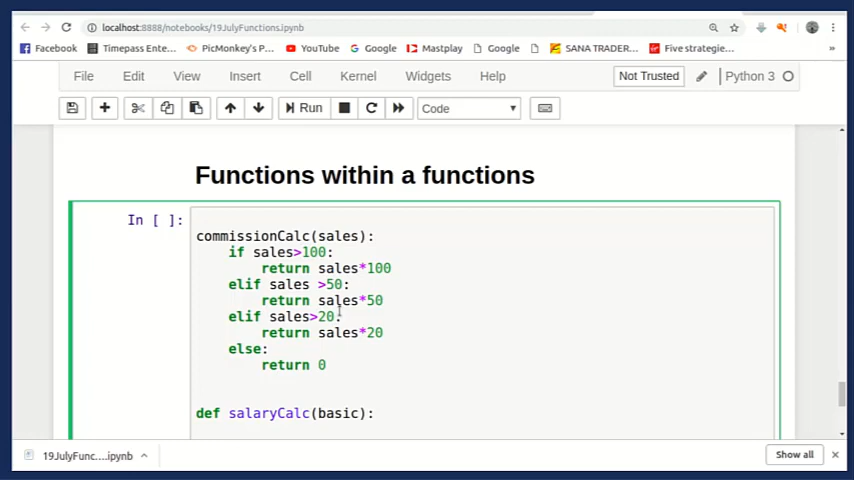 localhost:8888/notebooks/19JulyFunctions.ipynb
Facebook Timepass Ente... PicMonkey's P... YouTube Google Mastplay Google SANA TRADER... Five strategie... »
File Edit View Insert Cell Kernel Widgets Help Not Trusted Python 3
Run Code
Functions within a functions
In [ ]:
commissionCalc(sales):
if sales>100:
return sales*100
elif sales >50:
return sales*50
elif sales>20:
return sales*20
else:
return 0
def salaryCalc(basic):
19JulyFunc....ipynb Show all